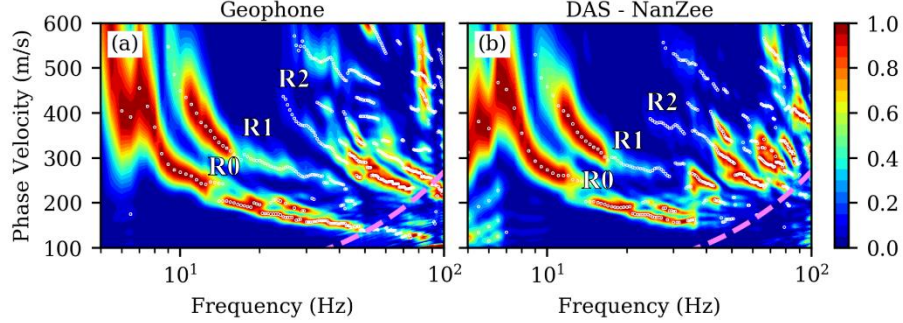 Geophone
DAS - NanZee
Phase Velocity (m/s)
600
500
400
300
200
100
(a)
R2
R1
R0
(b)
R2
R1
R0
1.0
0.8
0.6
0.4
0.2
0.0
10¹
10²
10¹
10²
Frequency (Hz)
Frequency (Hz)